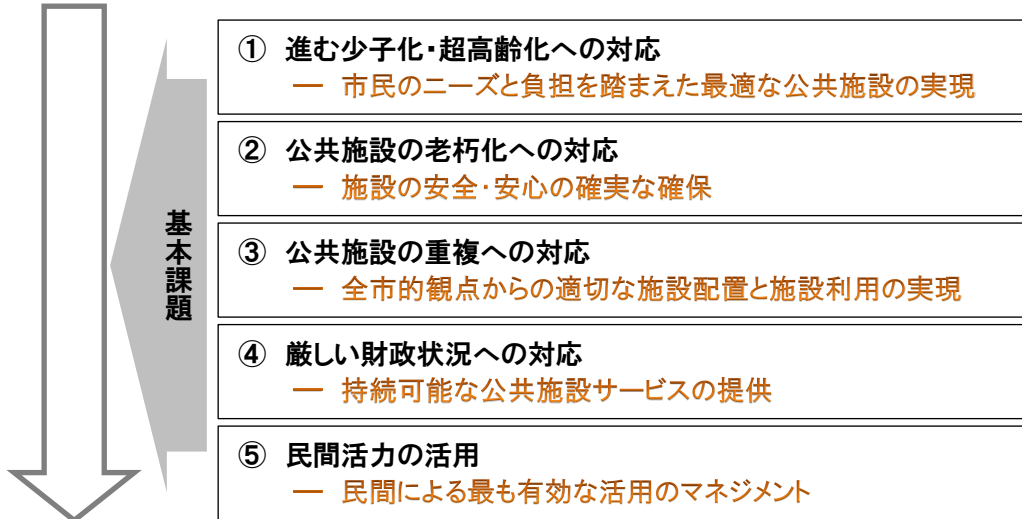 ① 進む少子化・超高齢化への対応
― 市民のニーズと負担を踏まえた最適な公共施設の実現
② 公共施設の老朽化への対応
― 施設の安全・安心の確実な確保
基本課題
③ 公共施設の重複への対応
― 全市的観点からの適切な施設配置と施設利用の実現
④ 厳しい財政状況への対応
― 持続可能な公共施設サービスの提供
⑤ 民間活力の活用
― 民間による最も有効な活用のマネジメント